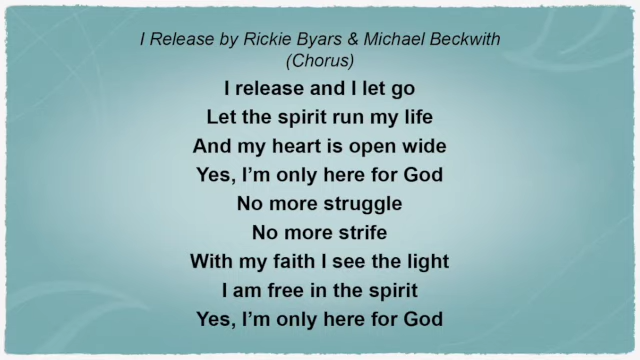 I Release by Rickie Byars & Michael Beckwith
(Chorus)
I release and I let go
Let the spirit run my life
And my heart is open wide
Yes, I’m only here for God
No more struggle
No more strife
With my faith I see the light
I am free in the spirit
Yes, I’m only here for God